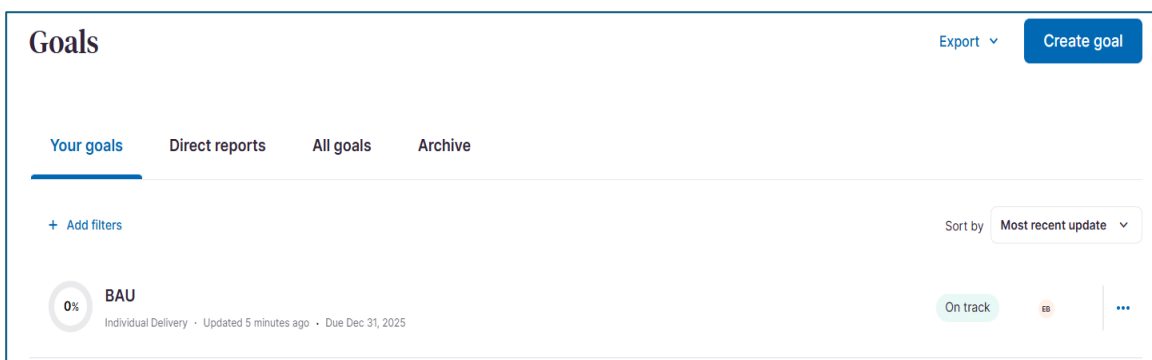 Goals
Export
Create goal
Your goals Direct reports All goals Archive
+ Add filters
Sort by Most recent update
0%
BAU
Individual Delivery · Updated 5 minutes ago · Due Dec 31, 2025
On track
EB